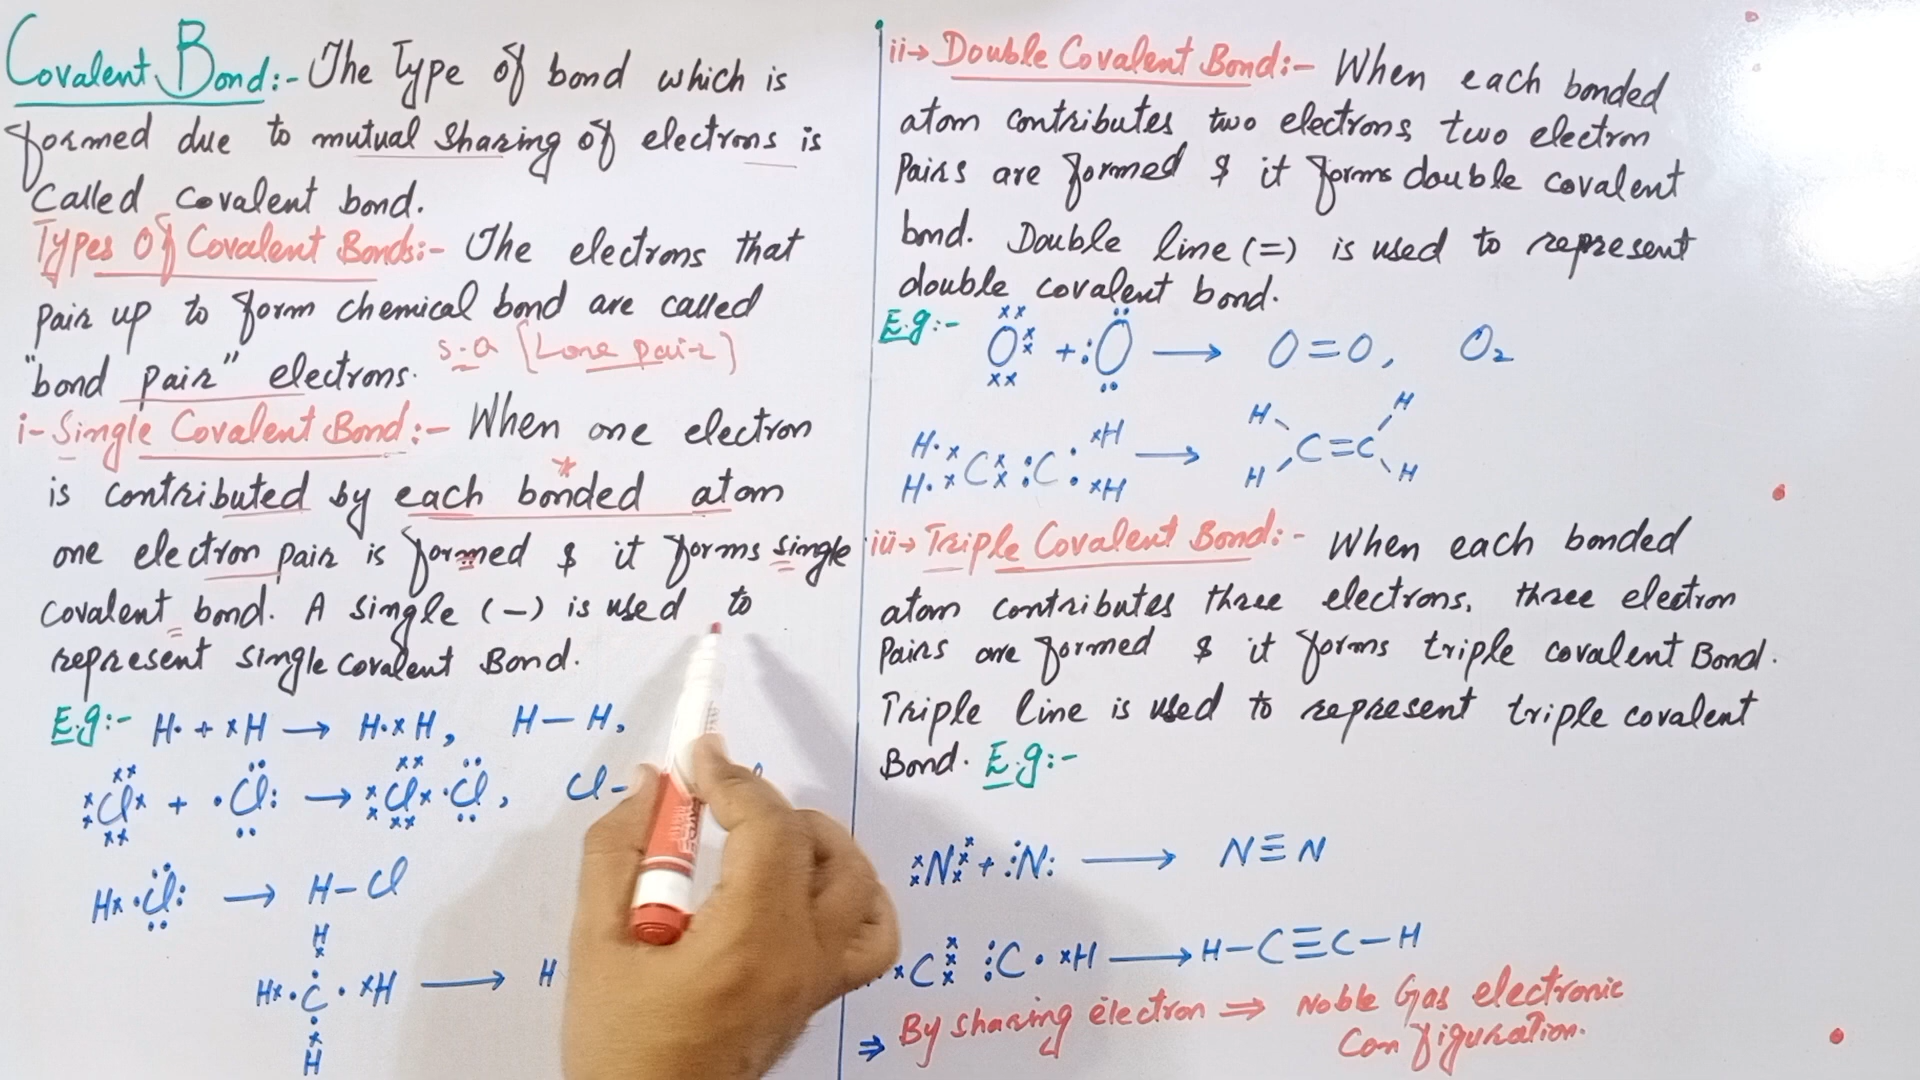 Covalent Bond:- The Type of bond which is
formed due to mutual sharing of electrons is
called covalent bond.
Types Of Covalent Bonds:- The electrons that
pair up to form chemical bond are called
"bond pair" electrons. (Lone pair)
i- Single Covalent Bond:- When one electron
is contributed by each bonded atom
one electron pair is formed & it forms single
covalent bond. A single (-) is used to
represent single covalent Bond.
E.g:- H· + ×H → H·×H, H-H,
Cl + Cl → Cl Cl, Cl-
H Cl → H-Cl
H
H× ·C· ×H → H
H
ii→ Double Covalent Bond:- When each bonded
atom contributes two electrons two electron
Pairs are formed & it forms double covalent
bond. Double line (=) is used to represent
double covalent bond.
E.g:- O + O → O=O, O₂
H H H H
H· ×C C· ×H → C=C
H· ×H H H
iii→ Triple Covalent Bond:- When each bonded
atom contributes three electrons, three electron
Pairs are formed & it forms triple covalent Bond.
Triple line is used to represent triple covalent
Bond. E.g:-
N + N → N≡N
×C C· ×H → H-C≡C-H
⇒ By sharing electron ⇒ Noble Gas electronic
Configuration.